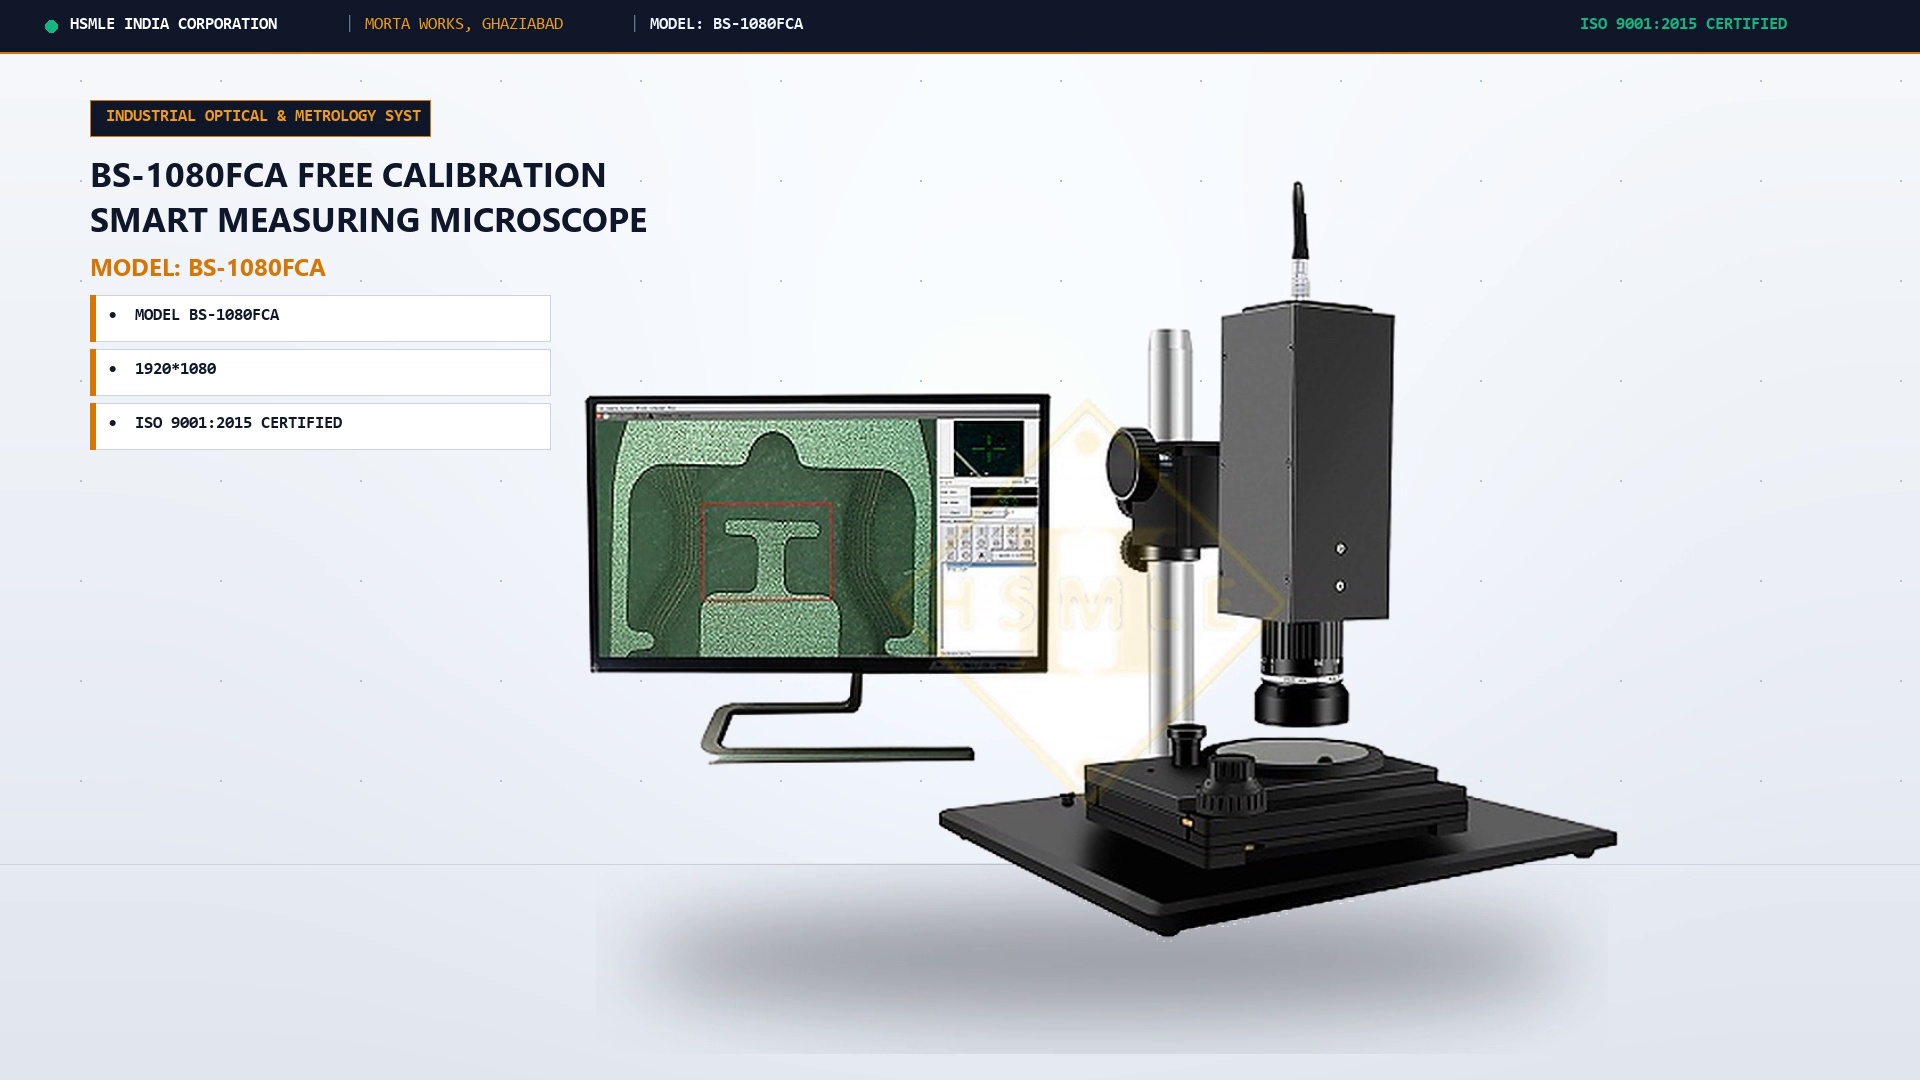 HSMLE INDIA CORPORATION
MORTA WORKS, GHAZIABAD
MODEL: BS-1080FCA
ISO 9001:2015 CERTIFIED
INDUSTRIAL OPTICAL & METROLOGY SYST
BS-1080FCA FREE CALIBRATION
SMART MEASURING MICROSCOPE
MODEL: BS-1080FCA
• MODEL BS-1080FCA
• 1920*1080
• ISO 9001:2015 CERTIFIED
HSMLE